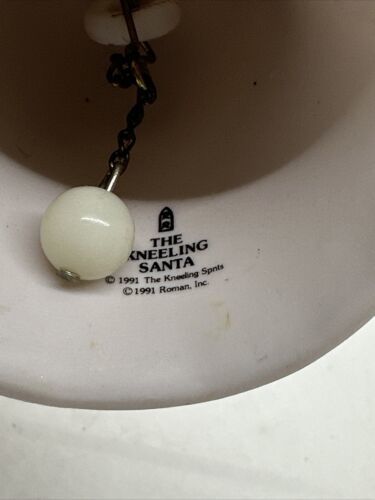 THE
KNEELING
SANTA
© 1991 The Kneeling Spnts
© 1991 Roman, Inc.